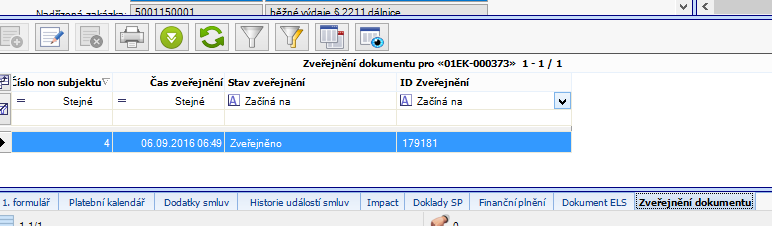 Nadřízená zakázka: 5001150001 běžné výdaje § 2211 dálnice
Zveřejnění dokumentu pro «01EK-000373» 1 - 1 / 1
Číslo non subjektu Čas zveřejnění Stav zveřejnění ID Zveřejnění
= Stejné = Stejné A Začíná na A Začíná na
4 06.09.2016 06:49 Zveřejněno 179181
1. formulář Platební kalendář Dodatky smluv Historie událostí smluv Impact Doklady SP Finanční plnění Dokument ELS Zveřejnění dokumentu
1-1/1 0